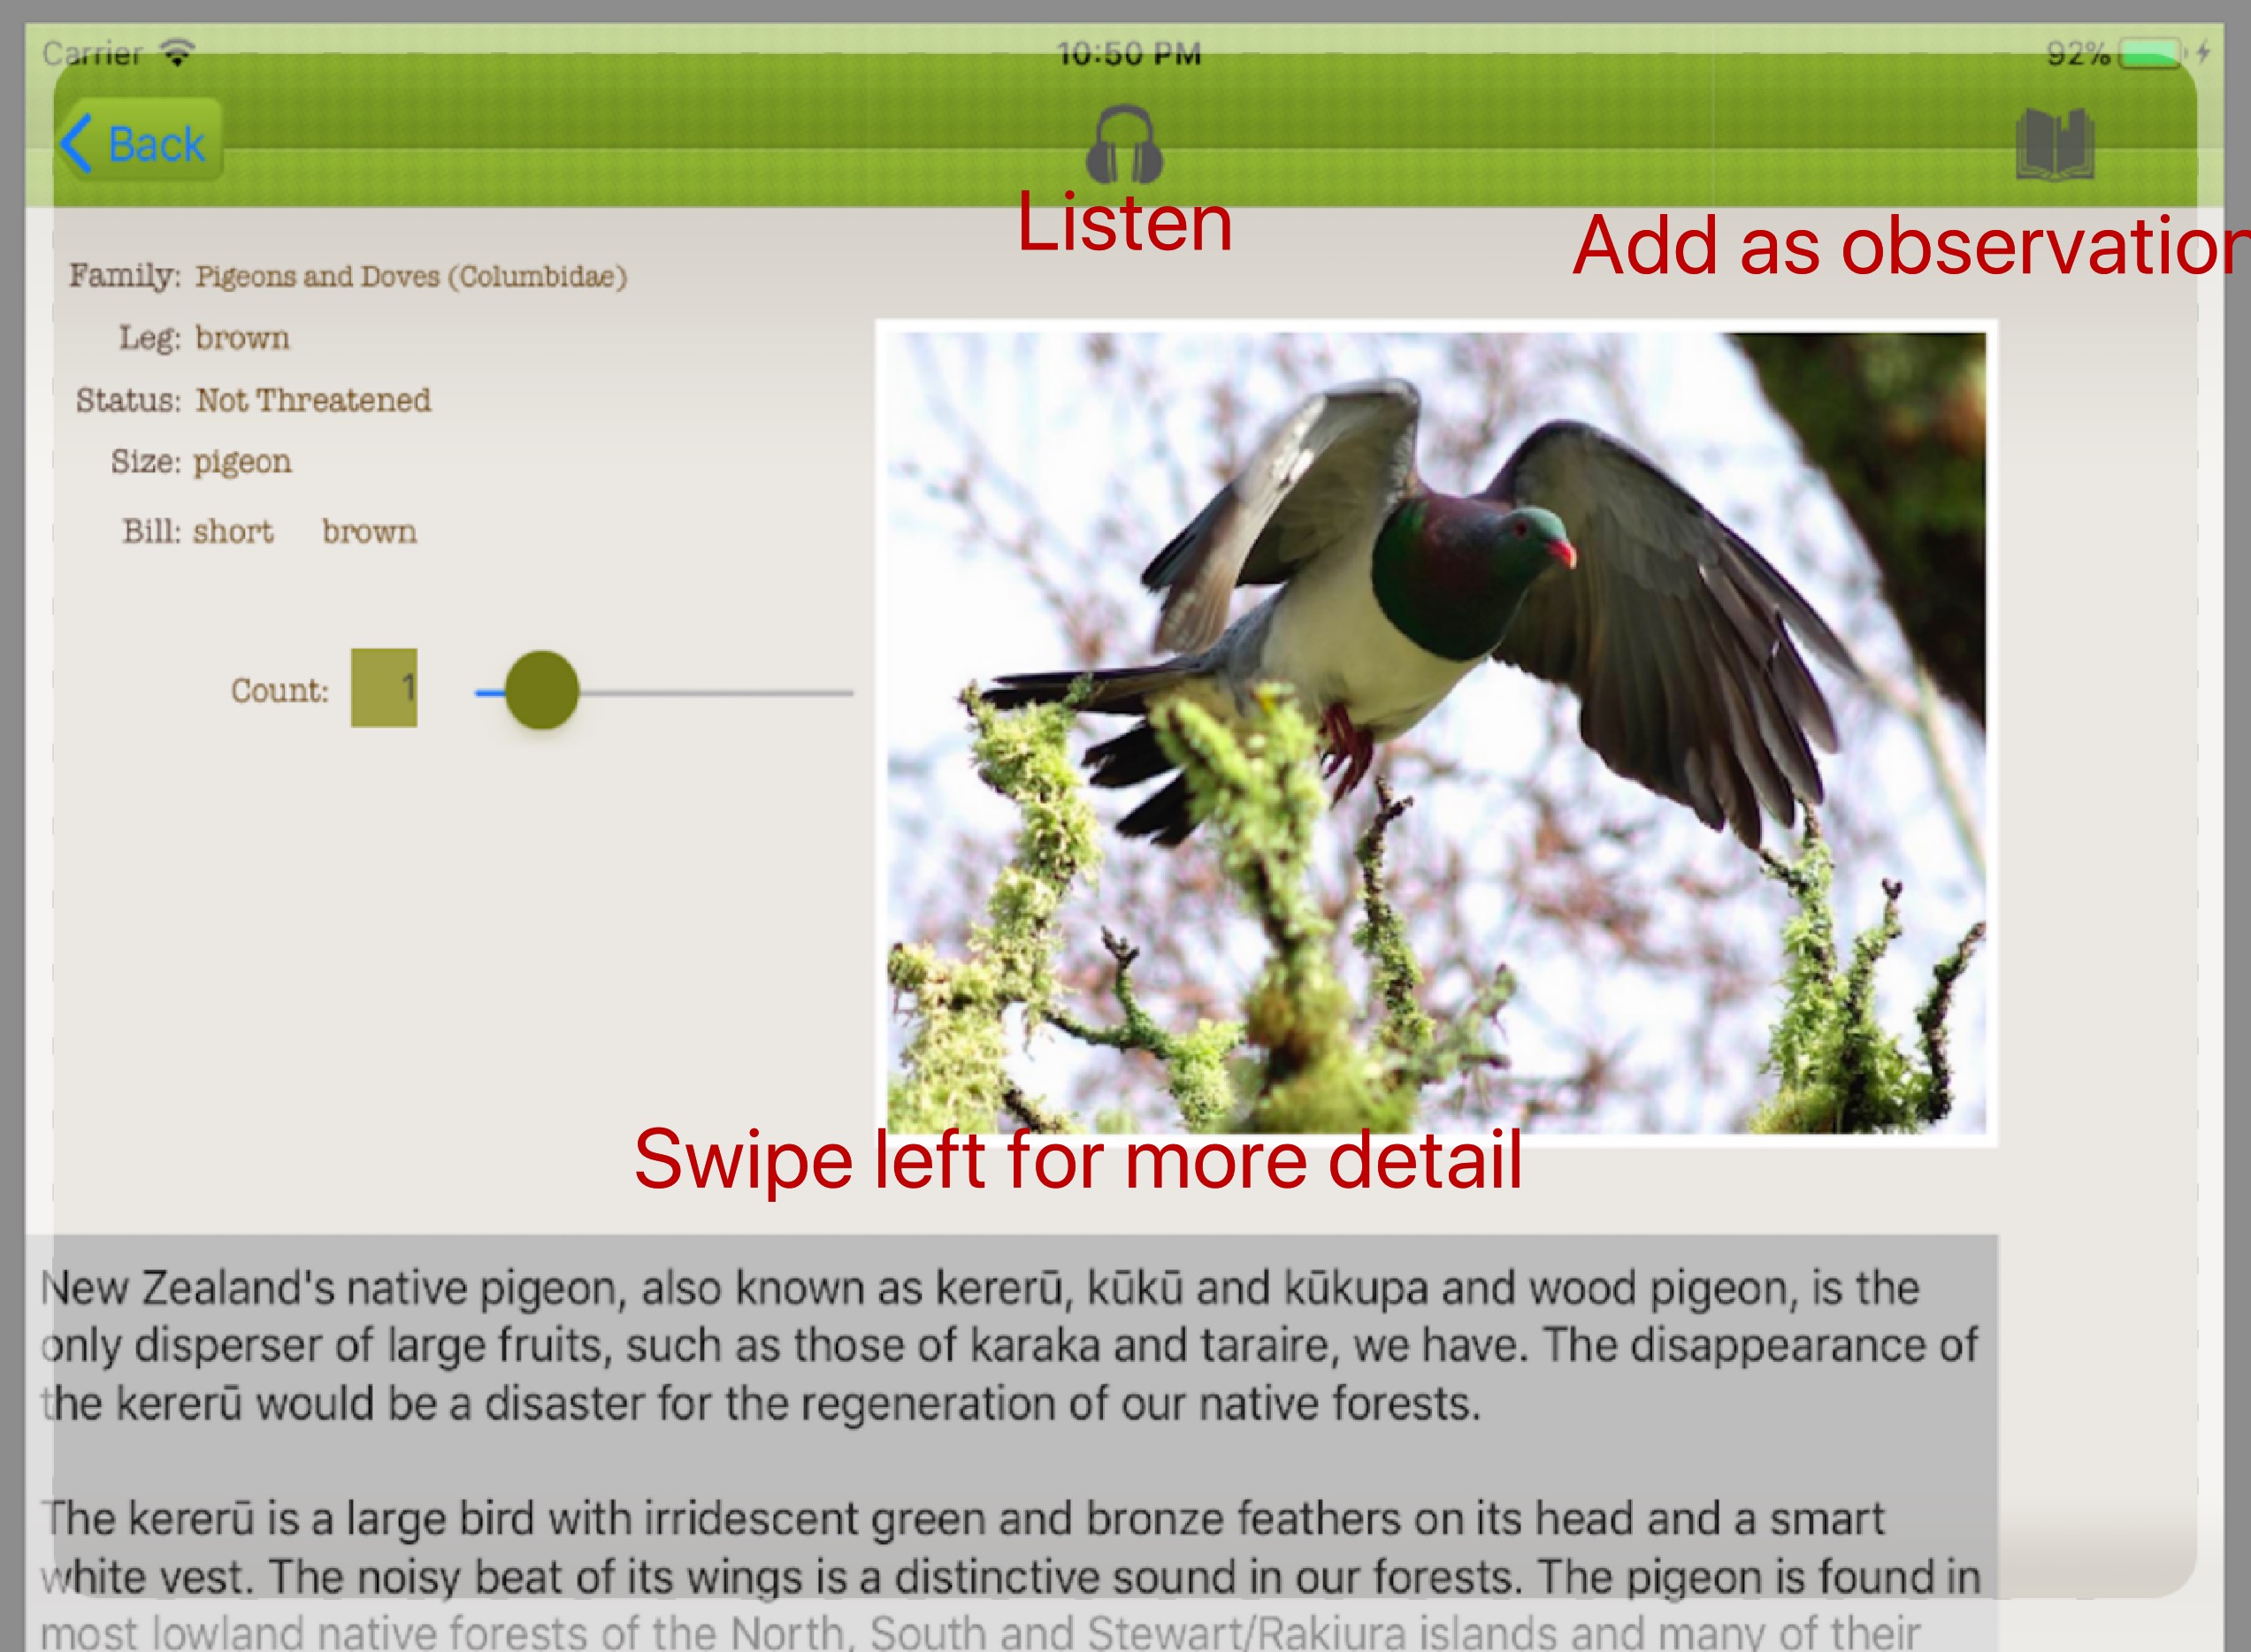 Carrier 10:50 PM 92%
Back
Listen
Add as observation
Family: Pigeons and Doves (Columbidae)
Leg: brown
Status: Not Threatened
Size: pigeon
Bill: short brown
Count: 1
Swipe left for more detail
New Zealand's native pigeon, also known as kererū, kūkū and kūkupa and wood pigeon, is the
only disperser of large fruits, such as those of karaka and taraire, we have. The disappearance of
the kererū would be a disaster for the regeneration of our native forests.
The kererū is a large bird with irridescent green and bronze feathers on its head and a smart
white vest. The noisy beat of its wings is a distinctive sound in our forests. The pigeon is found in
most lowland native forests of the North, South and Stewart/Rakiura islands and many of their